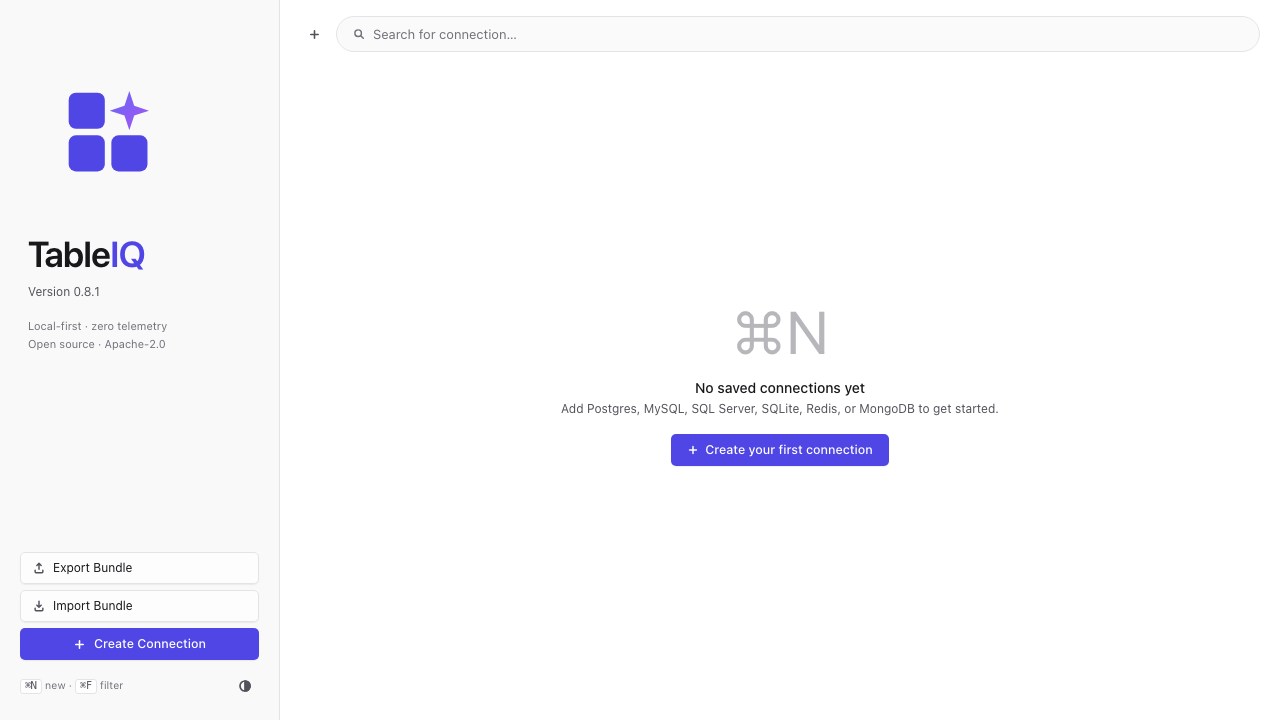 TableIQ
Version 0.8.1
Local-first · zero telemetry
Open source · Apache-2.0
Export Bundle
Import Bundle
+ Create Connection
⌘N new · ⌘F filter
+ Search for connection...
⌘N
No saved connections yet
Add Postgres, MySQL, SQL Server, SQLite, Redis, or MongoDB to get started.
+ Create your first connection